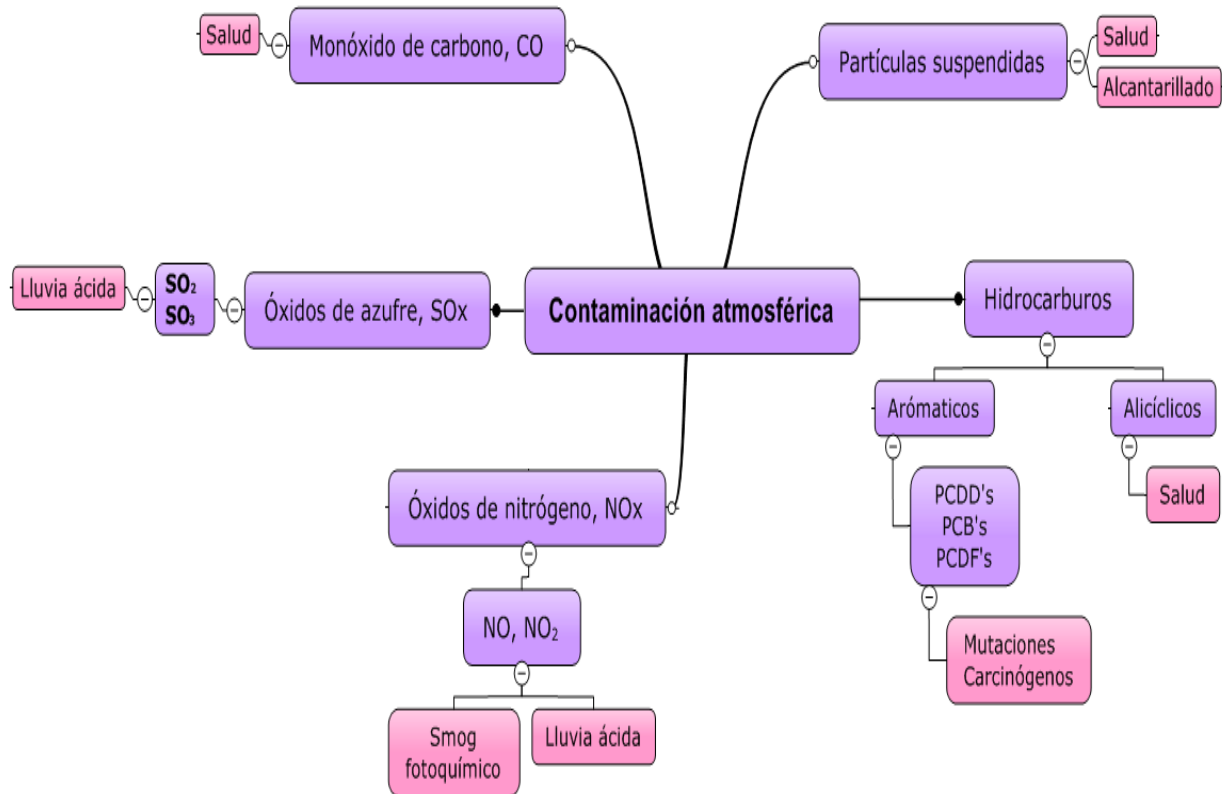 Salud
Monóxido de carbono, CO
Partículas suspendidas
Salud
Alcantarillado
Lluvia ácida
SO₂
SO₃
Óxidos de azufre, SOx
Contaminación atmosférica
Hidrocarburos
Arómaticos
Alicíclicos
PCDD's
PCB's
PCDF's
Salud
Mutaciones
Carcinógenos
Óxidos de nitrógeno, NOx
NO, NO₂
Smog
fotoquímico
Lluvia ácida